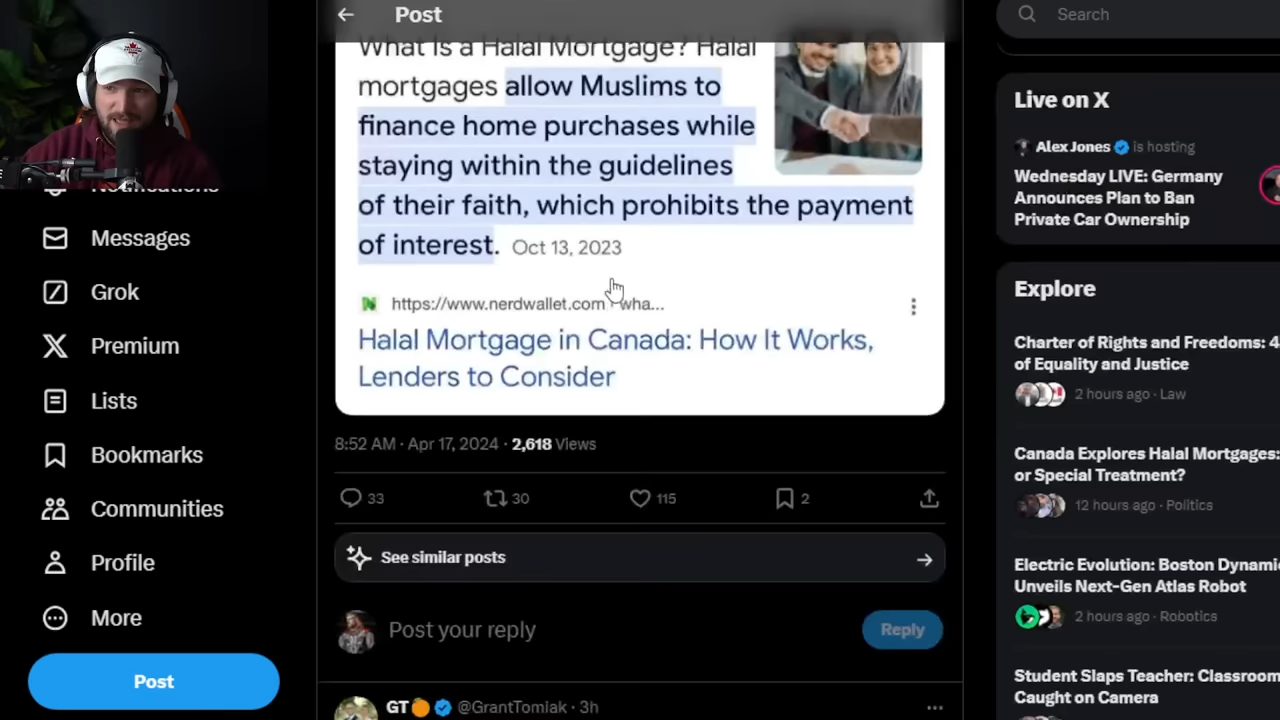 Post
Search
What Is a Halal Mortgage? Halal
mortgages allow Muslims to
finance home purchases while
staying within the guidelines
of their faith, which prohibits the payment
of interest. Oct 13, 2023
https://www.nerdwallet.com › wha...
Halal Mortgage in Canada: How It Works,
Lenders to Consider
8:52 AM · Apr 17, 2024 · 2,618 Views
33
30
115
2
See similar posts
Post your reply
Reply
GT @GrantTomiak · 3h
Notifications
Messages
Grok
Premium
Lists
Bookmarks
Communities
Profile
More
Post
Live on X
Alex Jones is hosting
Wednesday LIVE: Germany
Announces Plan to Ban
Private Car Ownership
Explore
Charter of Rights and Freedoms: 4
of Equality and Justice
2 hours ago · Law
Canada Explores Halal Mortgages:
or Special Treatment?
12 hours ago · Politics
Electric Evolution: Boston Dynami
Unveils Next-Gen Atlas Robot
2 hours ago · Robotics
Student Slaps Teacher: Classroom
Caught on Camera